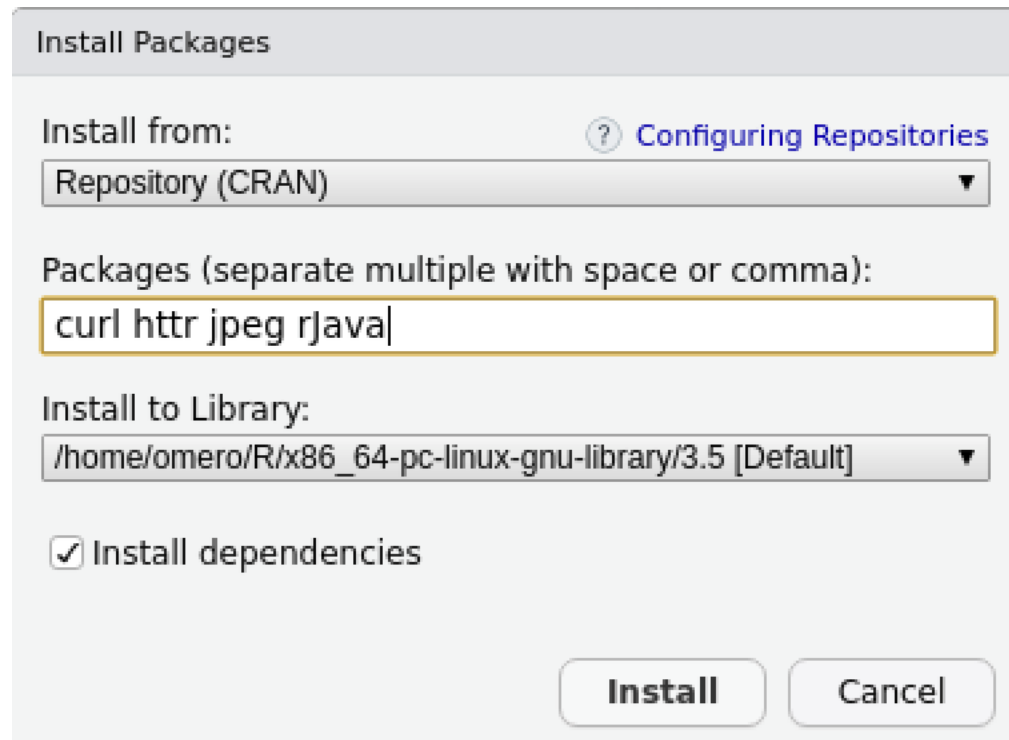 Install Packages
Install from:
? Configuring Repositories
Repository (CRAN)
Packages (separate multiple with space or comma):
curl httr jpeg rJava
Install to Library:
/home/omero/R/x86_64-pc-linux-gnu-library/3.5 [Default]
Install dependencies
Install
Cancel